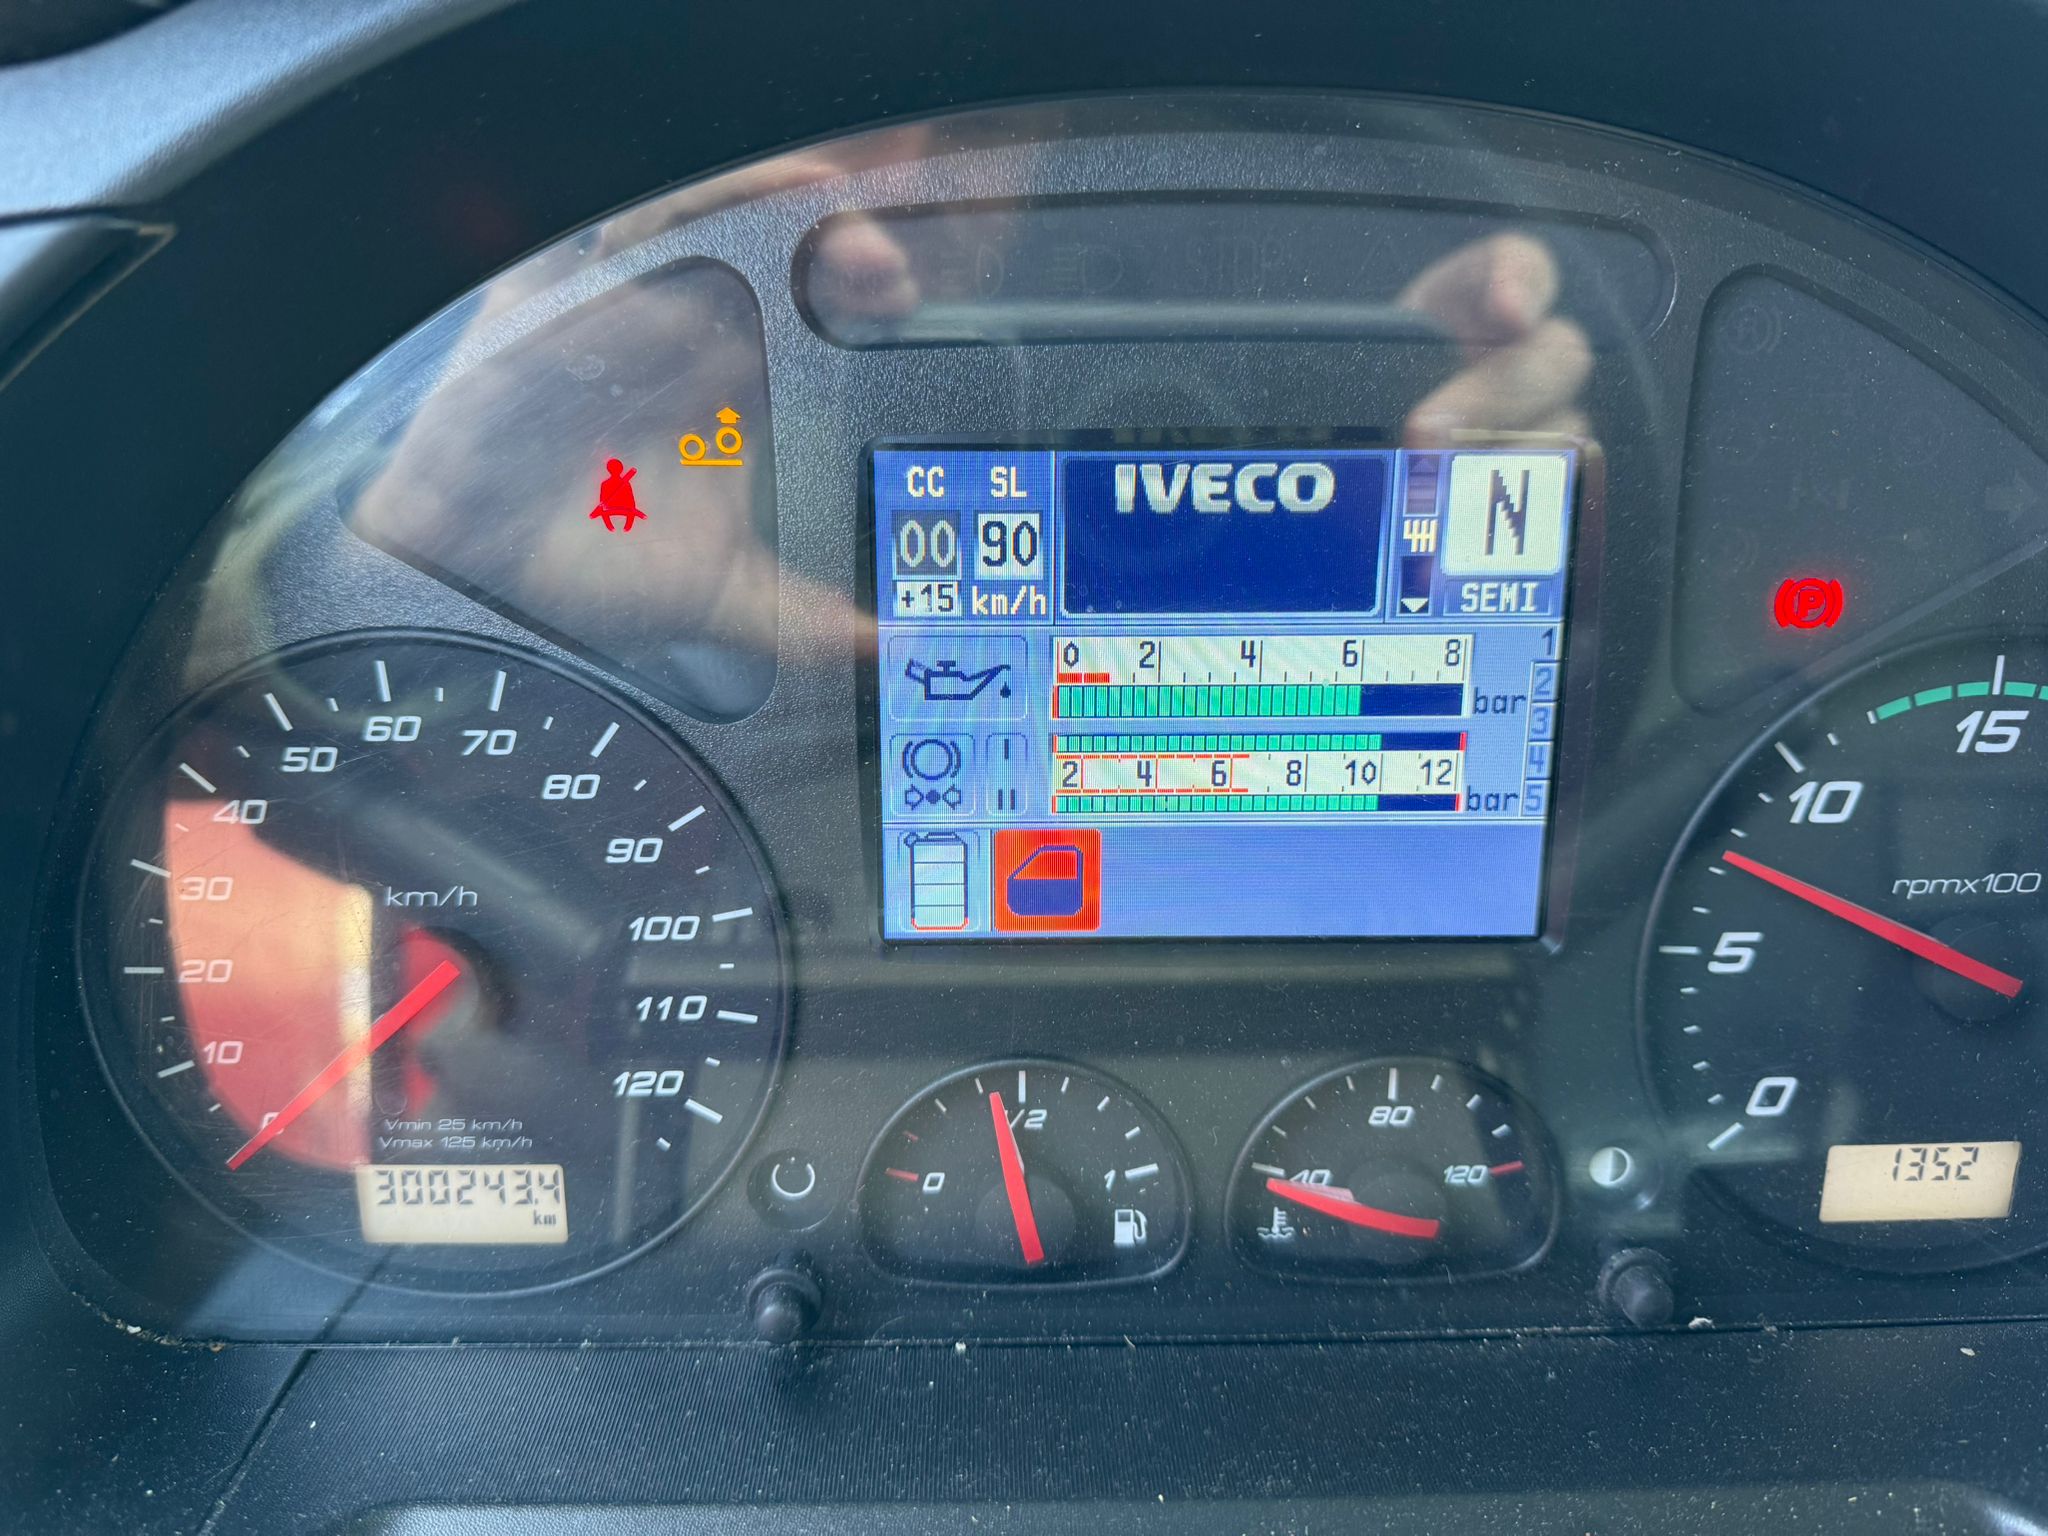 CC SL
00 90
+15 km/h
IVECO
N
SEMI
0 2 4 6 8
bar
2 4 6 8 10 12
bar
I
II
1
2
3
4
5
P
0
10
20
30
40
50
60
70
80
90
100
110
120
km/h
Vmin 25 km/h
Vmax 125 km/h
300243.4
km
0 1/2 1
40 80 120
0
5
10
15
rpmx100
1352